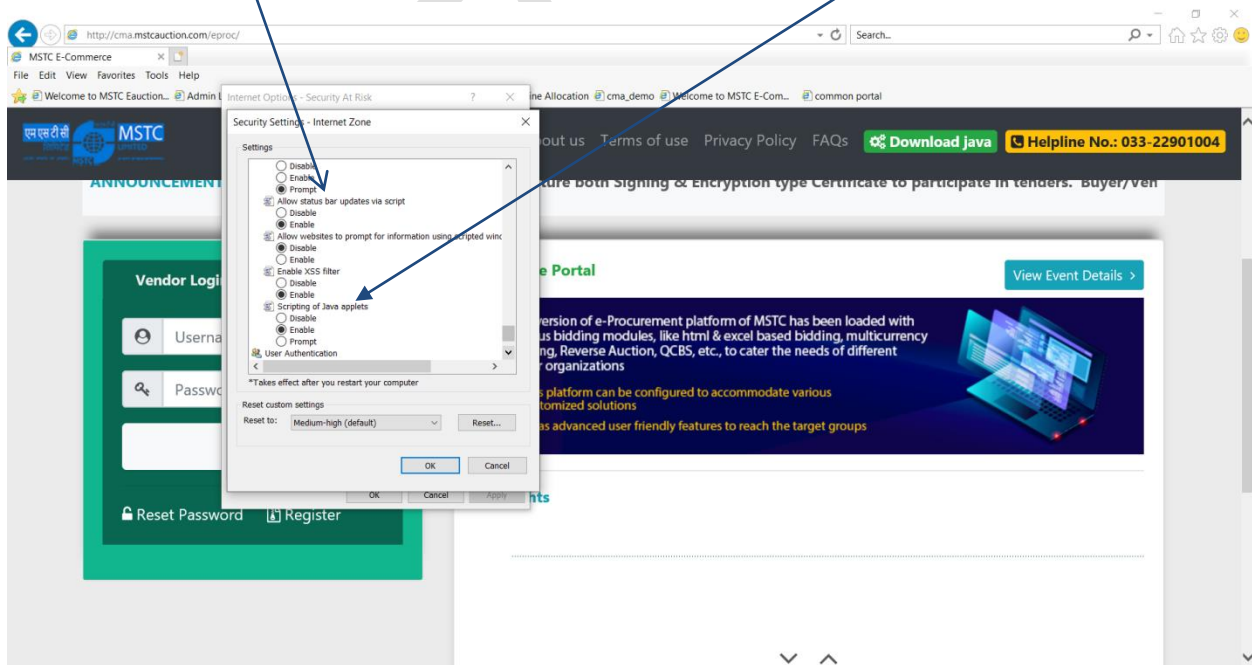 http://cma.mstcauction.com/eproc/
Search...
MSTC E-Commerce
File Edit View Favorites Tools Help
Welcome to MSTC Eauction... Admin L
ine Allocation cma_demo Welcome to MSTC E-Com... common portal
Internet Options - Security At Risk
Security Settings - Internet Zone
Settings
Disable
Enable
Prompt
Allow status bar updates via script
Disable
Enable
Allow websites to prompt for information using scripted winc
Disable
Enable
Enable XSS filter
Disable
Enable
Scripting of Java applets
Disable
Enable
Prompt
User Authentication
*Takes effect after you restart your computer
Reset custom settings
Reset to: Medium-high (default) Reset...
OK Cancel
OK Cancel Apply
एम एस टी सी
लिमिटेड
MSTC
LIMITED
bout us Terms of use Privacy Policy FAQs Download java Helpline No.: 033-22901004
ANNOUNCEMENT
ture both Signing & Encryption type Certificate to participate in tenders. Buyer/Ven
Vendor Logi
Userna
Passwo
Reset Password Register
e Portal
View Event Details >
version of e-Procurement platform of MSTC has been loaded with
us bidding modules, like html & excel based bidding, multicurrency
ng, Reverse Auction, QCBS, etc., to cater the needs of different
r organizations
s platform can be configured to accommodate various
tomized solutions
as advanced user friendly features to reach the target groups
nts